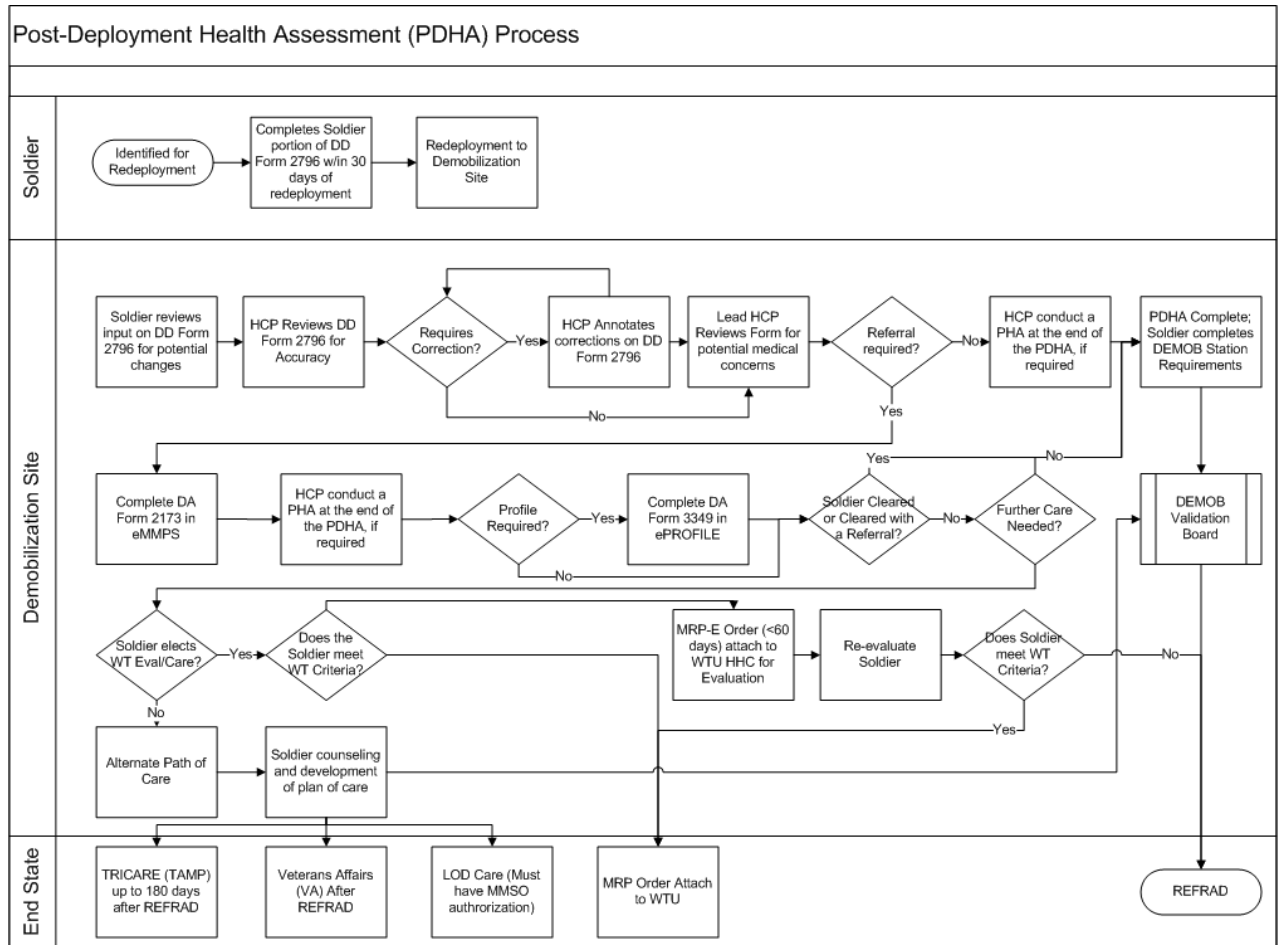 Post-Deployment Health Assessment (PDHA) Process
Soldier
Identified for
Redeployment
Completes Soldier
portion of DD
Form 2796 w/in 30
days of
redeployment
Redeployment to
Demobilization
Site
Demobilization Site
Soldier reviews
input on DD Form
2796 for potential
changes
HCP Reviews DD
Form 2796 for
Accuracy
Requires
Correction?
Yes
HCP Annotates
corrections on DD
Form 2796
Lead HCP
Reviews Form for
potential medical
concerns
No
Referral
required?
No
Yes
HCP conduct a
PHA at the end of
the PDHA, if
required
PDHA Complete;
Soldier completes
DEMOB Station
Requirements
Complete DA
Form 2173 in
eMMPS
HCP conduct a
PHA at the end of
the PDHA, if
required
Profile
Required?
Yes
No
Complete DA
Form 3349 in
ePROFILE
Soldier Cleared
or Cleared with
a Referral?
Yes
No
Further Care
Needed?
No
DEMOB
Validation
Board
Soldier elects
WT Eval/Care?
Yes
No
Does the
Soldier meet
WT Criteria?
MRP-E Order (<60
days) attach to
WTU HHC for
Evaluation
Re-evaluate
Soldier
Does Soldier
meet WT
Criteria?
No
Yes
Alternate Path of
Care
Soldier counseling
and development
of plan of care
End State
TRICARE (TAMP)
up to 180 days
after REFRAD
Veterans Affairs
(VA) After
REFRAD
LOD Care (Must
have MMSO
authrorization)
MRP Order Attach
to WTU
REFRAD